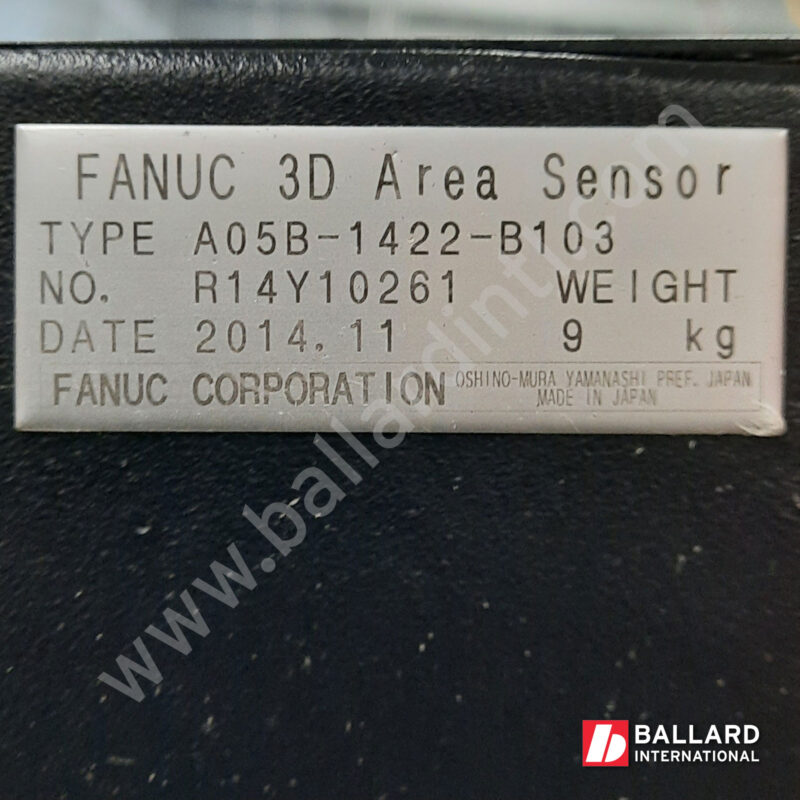 FANUC 3D Area Sensor
TYPE A05B-1422-B103
NO. R14Y10261 WEIGHT
DATE 2014.11 9 kg
FANUC CORPORATION OSHINO-MURA YAMANASHI PREF. JAPAN
MADE IN JAPAN
www.ballardintl.com
BALLARD
INTERNATIONAL